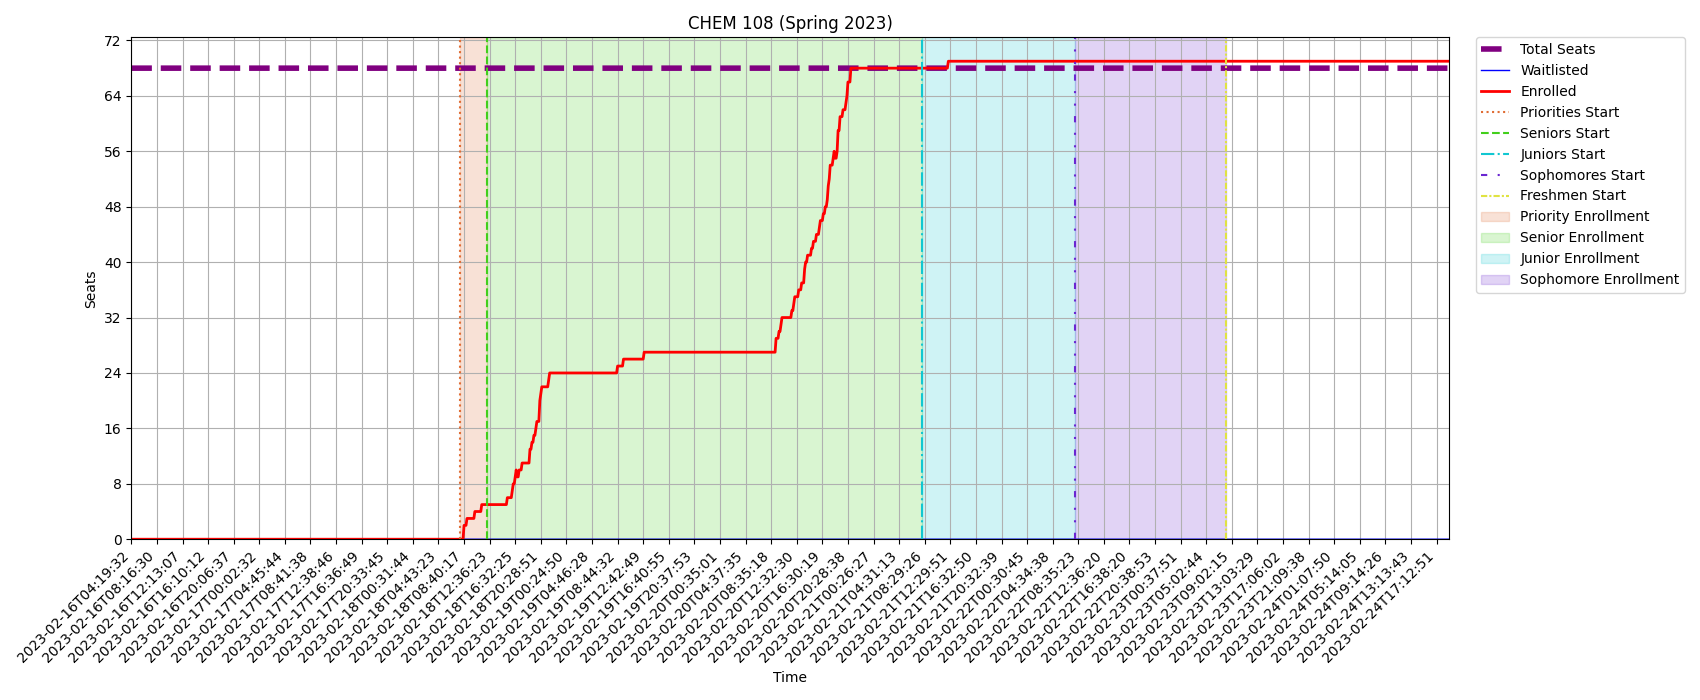 CHEM 108 (Spring 2023)
72
64
56
48
40
32
24
16
8
0
Seats
2023-02-16T04:19:32
2023-02-16T08:16:30
2023-02-16T12:13:07
2023-02-16T16:10:12
2023-02-16T20:06:37
2023-02-17T00:02:32
2023-02-17T04:45:44
2023-02-17T08:41:38
2023-02-17T12:38:46
2023-02-17T16:36:49
2023-02-17T20:33:45
2023-02-18T00:31:44
2023-02-18T04:43:23
2023-02-18T08:40:17
2023-02-18T12:36:23
2023-02-18T16:32:25
2023-02-18T20:28:51
2023-02-19T00:24:50
2023-02-19T04:46:28
2023-02-19T08:44:32
2023-02-19T12:42:49
2023-02-19T16:40:55
2023-02-19T20:37:53
2023-02-20T00:35:01
2023-02-20T04:37:35
2023-02-20T08:35:18
2023-02-20T12:32:30
2023-02-20T16:30:19
2023-02-20T20:28:38
2023-02-21T00:26:27
2023-02-21T04:31:13
2023-02-21T08:29:26
2023-02-21T12:29:51
2023-02-21T16:32:50
2023-02-21T20:32:39
2023-02-22T00:30:45
2023-02-22T04:34:38
2023-02-22T08:35:23
2023-02-22T12:36:20
2023-02-22T16:38:20
2023-02-22T20:38:53
2023-02-23T00:37:51
2023-02-23T05:02:44
2023-02-23T09:02:15
2023-02-23T13:03:29
2023-02-23T17:06:02
2023-02-23T21:09:38
2023-02-24T01:07:50
2023-02-24T05:14:05
2023-02-24T09:14:26
2023-02-24T13:13:43
2023-02-24T17:12:51
Time
Total Seats
Waitlisted
Enrolled
Priorities Start
Seniors Start
Juniors Start
Sophomores Start
Freshmen Start
Priority Enrollment
Senior Enrollment
Junior Enrollment
Sophomore Enrollment